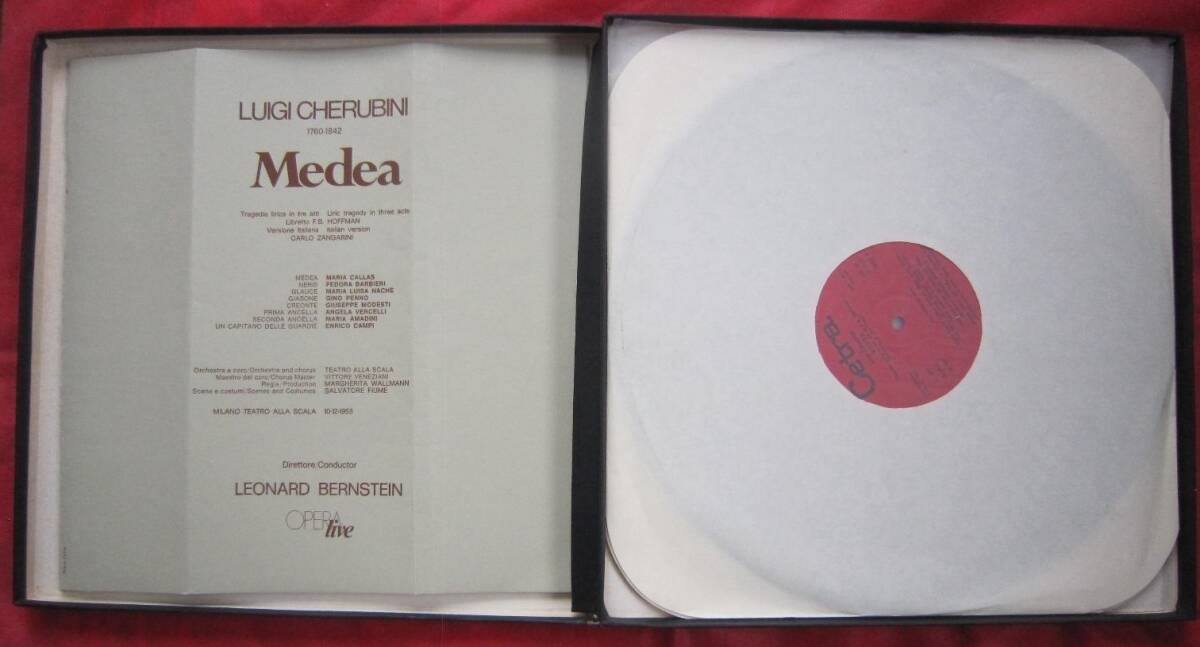 LUIGI CHERUBINI
1760-1842
Medea
Tragedia lirica in tre atti Liric tragedy in three acts
Libretto F.B. HOFFMAN
Versione Italiana Italian version
CARLO ZANGARINI
MEDEA MARIA CALLAS
NERIS FEDORA BARBIERI
GLAUCE MARIA LUISA NACHE
GIASONE GINO PENNO
CREONTE GIUSEPPE MODESTI
PRIMA ANCELLA ANGELA VERCELLI
SECONDA ANCELLA MARIA AMADINI
UN CAPITANO DELLE GUARDIE ENRICO CAMPI
Orchestra e coro/Orchestra and chorus TEATRO ALLA SCALA
Maestro del coro/Chorus Master VITTORE VENEZIANI
Regia/Production MARGHERITA WALLMANN
Scene e costumi/Scenes and Costumes SALVATORE FIUME
MILANO TEATRO ALLA SCALA 10-12-1953
Direttore/Conductor
LEONARD BERNSTEIN
OPERA
live
Cetra